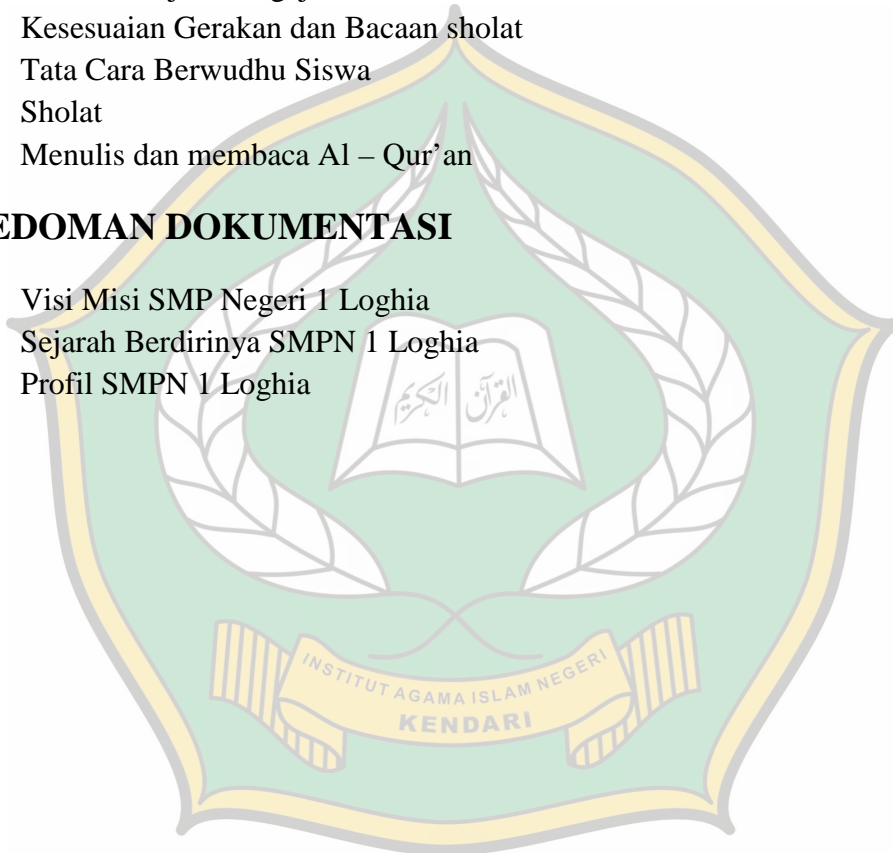 Kesesuaian Gerakan dan Bacaan sholat
Tata Cara Berwudhu Siswa
Sholat
Menulis dan membaca Al – Qur’an
EDOMAN DOKUMENTASI
Visi Misi SMP Negeri 1 Loghia
Sejarah Berdirinya SMPN 1 Loghia
Profil SMPN 1 Loghia
القرآن الكريم
INSTITUT AGAMA ISLAM NEGERI
KENDARI